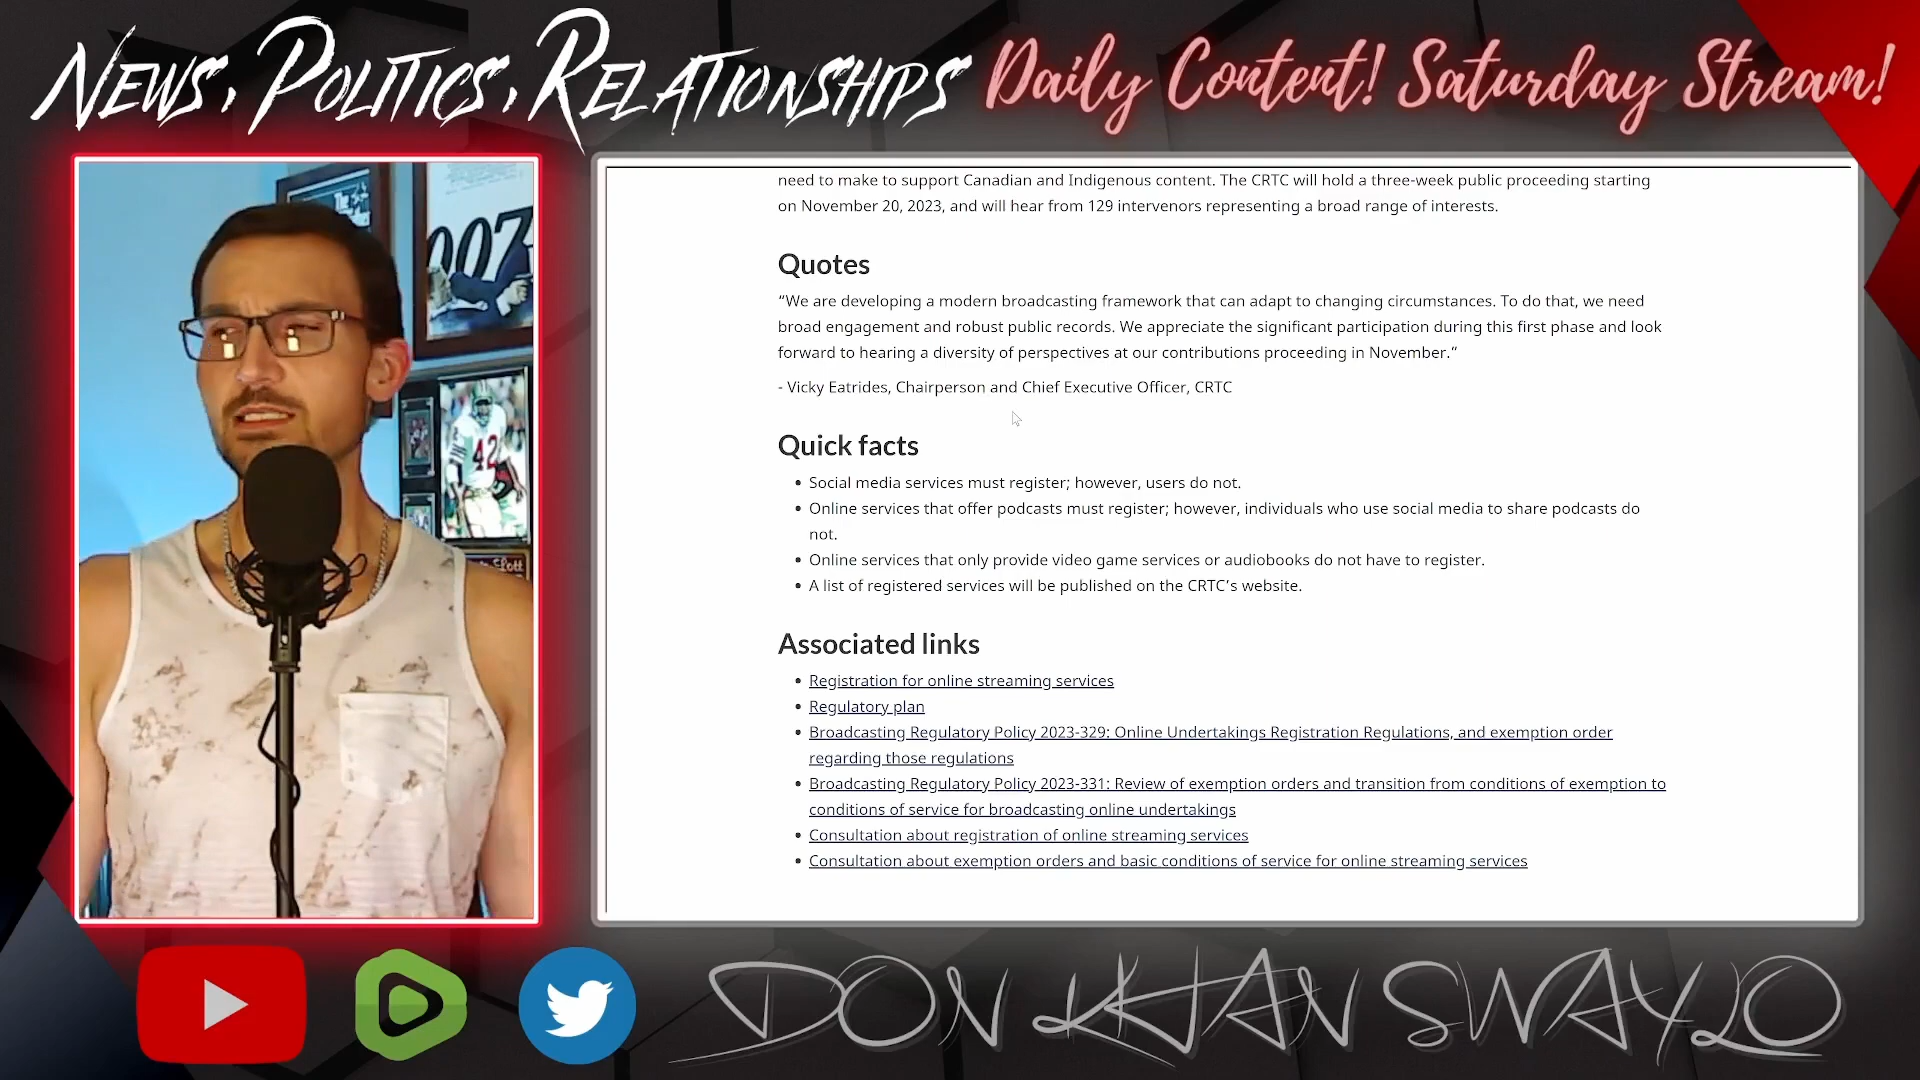 NEWS, POLITICS, RELATIONSHIPS Daily Content! Saturday Stream!
The
007
42
Scott
need to make to support Canadian and Indigenous content. The CRTC will hold a three-week public proceeding starting
on November 20, 2023, and will hear from 129 intervenors representing a broad range of interests.
Quotes
“We are developing a modern broadcasting framework that can adapt to changing circumstances. To do that, we need
broad engagement and robust public records. We appreciate the significant participation during this first phase and look
forward to hearing a diversity of perspectives at our contributions proceeding in November.”
- Vicky Eatrides, Chairperson and Chief Executive Officer, CRTC
Quick facts
• Social media services must register; however, users do not.
• Online services that offer podcasts must register; however, individuals who use social media to share podcasts do
not.
• Online services that only provide video game services or audiobooks do not have to register.
• A list of registered services will be published on the CRTC’s website.
Associated links
• Registration for online streaming services
• Regulatory plan
• Broadcasting Regulatory Policy 2023-329: Online Undertakings Registration Regulations, and exemption order
regarding those regulations
• Broadcasting Regulatory Policy 2023-331: Review of exemption orders and transition from conditions of exemption to
conditions of service for broadcasting online undertakings
• Consultation about registration of online streaming services
• Consultation about exemption orders and basic conditions of service for online streaming services
DON KHAN SWAYLO